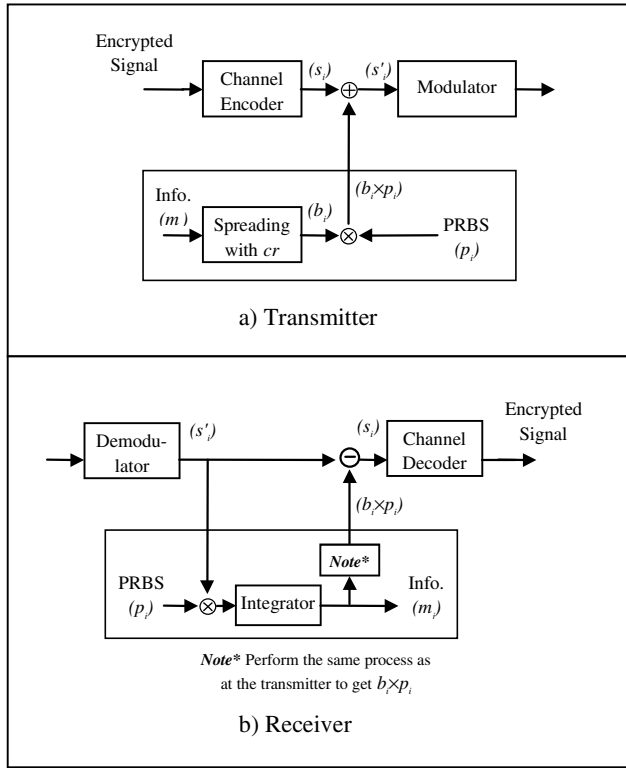 Encrypted
Signal
(s_i)
(s'_i)
Channel
Encoder
⊕
Modulator
(b_i×p_i)
Info.
(m)
(b_i)
Spreading
with cr
⊗
PRBS
(p_i)
a) Transmitter
(s'_i)
(s_i)
Encrypted
Signal
Demodu-
lator
⊖
Channel
Decoder
(b_i×p_i)
Note*
PRBS
(p_i)
⊗
Integrator
Info.
(m_i)
Note* Perform the same process as
at the transmitter to get b_i×p_i
b) Receiver